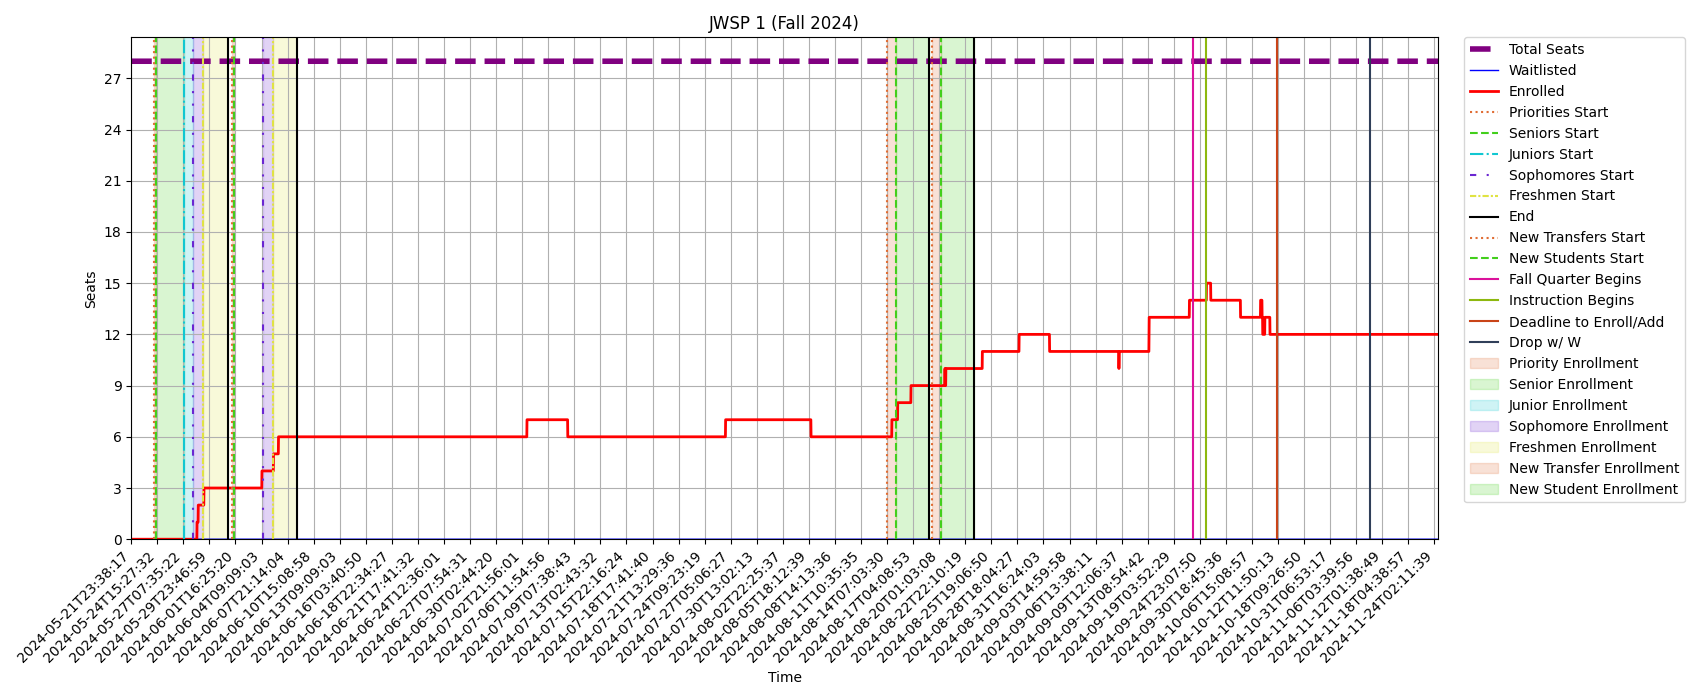 JWSP 1 (Fall 2024)
Seats
27
24
21
18
15
12
9
6
3
0
2024-05-21T23:38:17
2024-05-24T15:27:32
2024-05-27T07:35:22
2024-05-29T23:46:59
2024-06-01T16:25:20
2024-06-04T09:09:03
2024-06-07T21:14:04
2024-06-10T15:08:58
2024-06-13T09:09:03
2024-06-16T03:40:50
2024-06-18T22:34:27
2024-06-21T17:41:32
2024-06-24T12:36:01
2024-06-27T07:54:31
2024-06-30T02:44:20
2024-07-02T21:56:01
2024-07-06T11:54:56
2024-07-09T07:38:43
2024-07-13T02:43:32
2024-07-15T22:16:24
2024-07-18T17:41:40
2024-07-21T13:29:36
2024-07-24T09:23:19
2024-07-27T05:06:27
2024-07-30T13:02:13
2024-08-02T22:25:37
2024-08-05T18:12:39
2024-08-08T14:13:36
2024-08-11T10:35:35
2024-08-14T07:03:30
2024-08-17T04:08:53
2024-08-20T01:03:08
2024-08-22T22:10:19
2024-08-25T19:06:50
2024-08-28T18:04:27
2024-08-31T16:24:03
2024-09-03T14:59:58
2024-09-06T13:38:11
2024-09-09T12:06:37
2024-09-13T08:54:42
2024-09-19T03:52:29
2024-09-24T23:07:50
2024-09-30T18:45:36
2024-10-06T15:08:57
2024-10-12T11:50:13
2024-10-18T09:26:50
2024-10-31T06:53:17
2024-11-06T03:39:56
2024-11-12T01:38:49
2024-11-18T04:38:57
2024-11-24T02:11:39
Time
Total Seats
Waitlisted
Enrolled
Priorities Start
Seniors Start
Juniors Start
Sophomores Start
Freshmen Start
End
New Transfers Start
New Students Start
Fall Quarter Begins
Instruction Begins
Deadline to Enroll/Add
Drop w/ W
Priority Enrollment
Senior Enrollment
Junior Enrollment
Sophomore Enrollment
Freshmen Enrollment
New Transfer Enrollment
New Student Enrollment